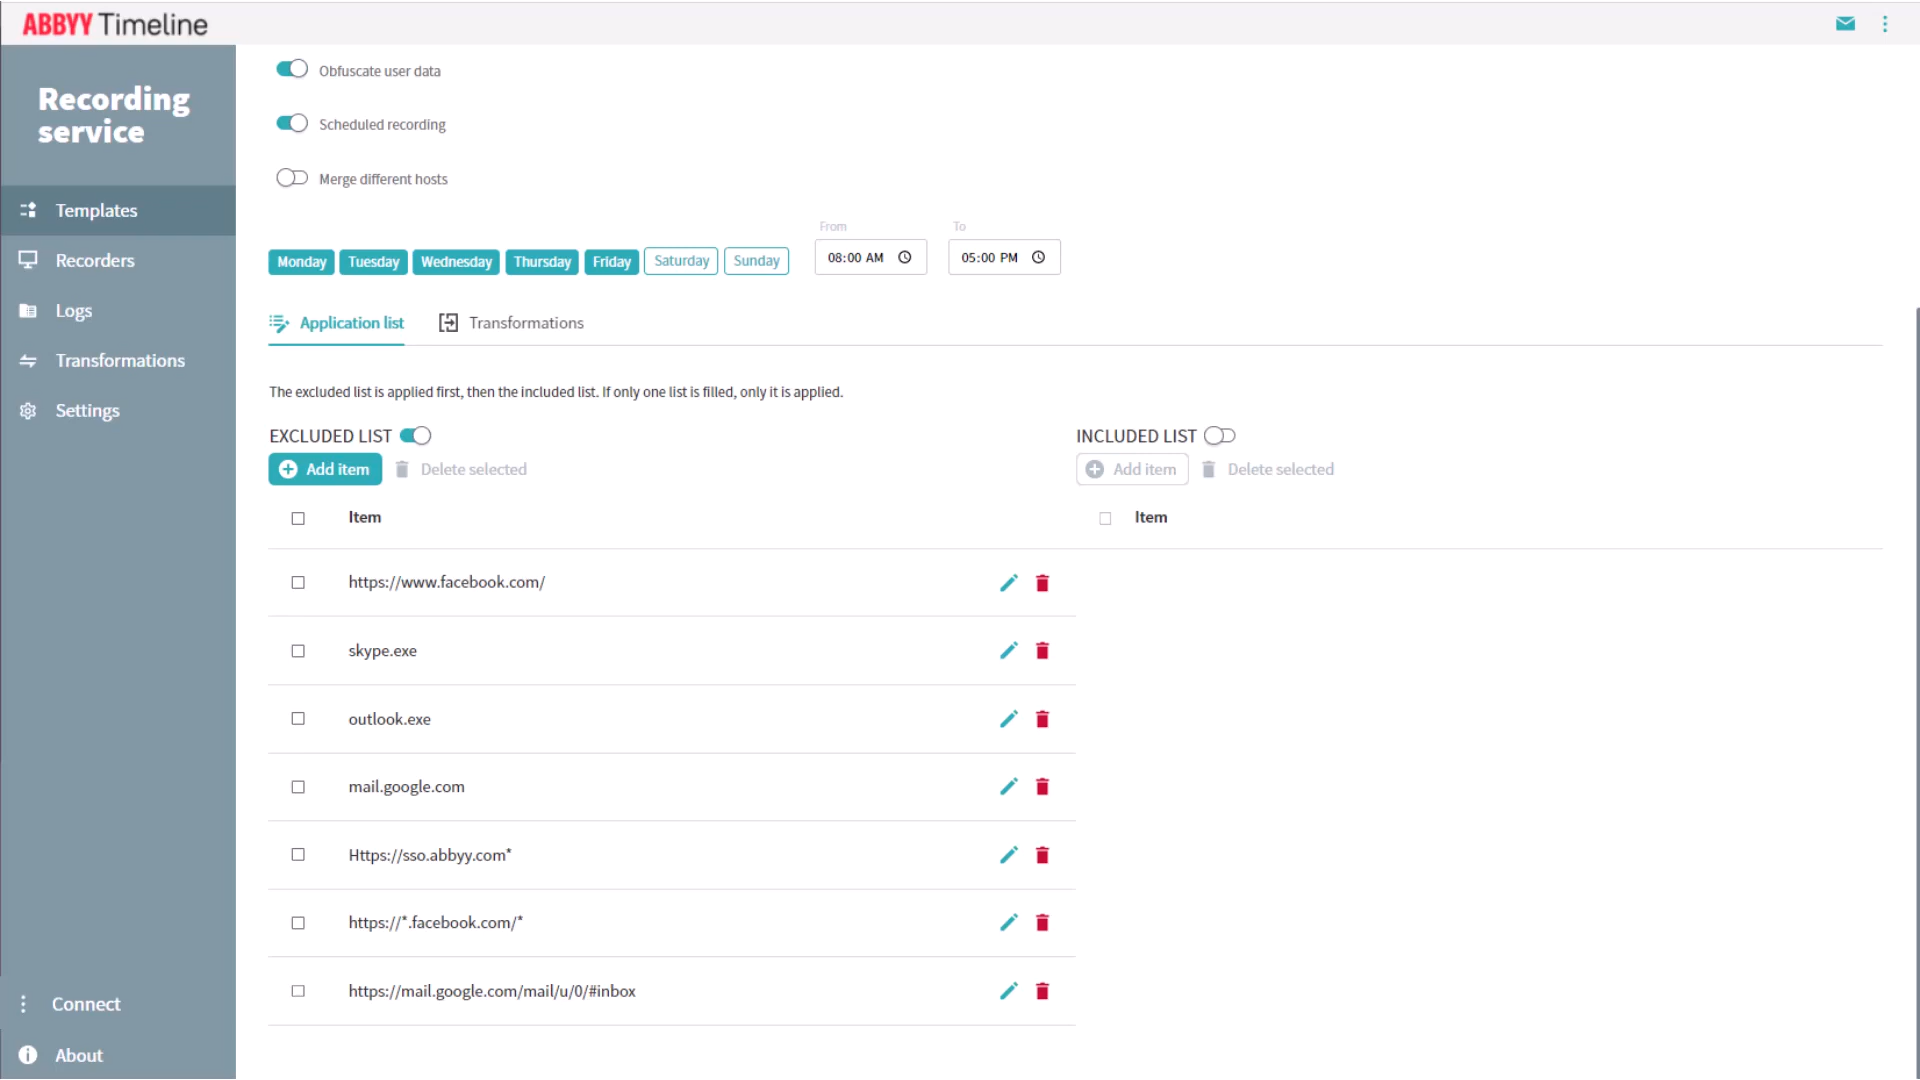 ABBYY Timeline
Recording
service
Templates
Recorders
Logs
Transformations
Settings
Connect
About
Obfuscate user data
Scheduled recording
Merge different hosts
From To
Monday Tuesday Wednesday Thursday Friday Saturday Sunday 08:00 AM 05:00 PM
Application list Transformations
The excluded list is applied first, then the included list. If only one list is filled, only it is applied.
EXCLUDED LIST
Add item Delete selected
Item
https://www.facebook.com/
skype.exe
outlook.exe
mail.google.com
Https://sso.abbyy.com*
https://*.facebook.com/*
https://mail.google.com/mail/u/0/#inbox
INCLUDED LIST
Add item Delete selected
Item